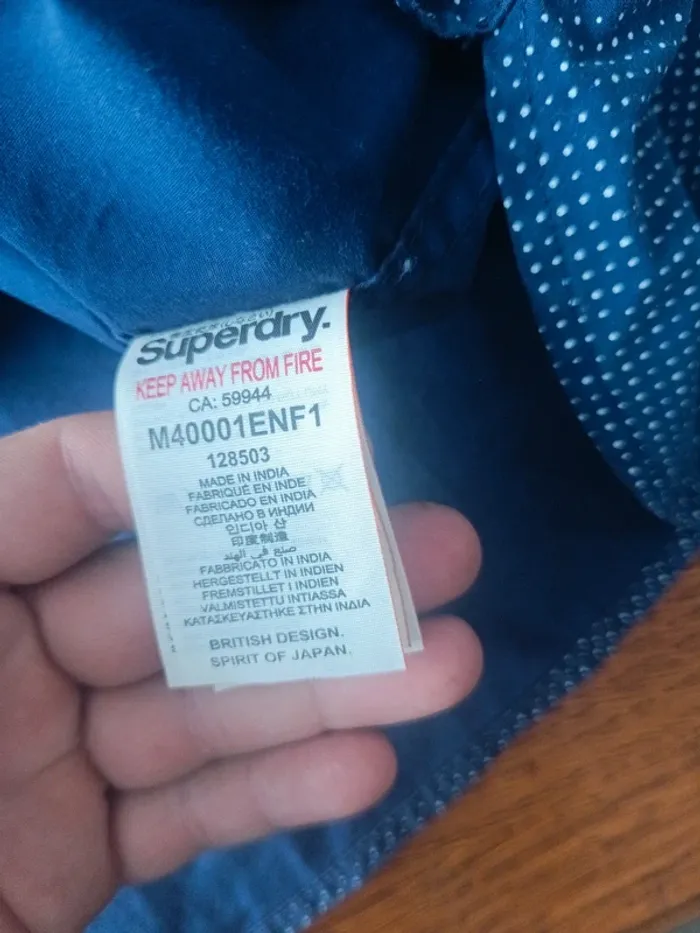 Superdry.
KEEP AWAY FROM FIRE
CA: 59944
M40001ENF1
128503
MADE IN INDIA
FABRIQUÉ EN INDE
FABRICADO EN INDIA
СДЕЛАНО В ИНДИИ
인디아 산
印度制造
صنع في الهند
FABBRICATO IN INDIA
HERGESTELLT IN INDIEN
FREMSTILLET I INDIEN
VALMISTETTU INTIASSA
ΚΑΤΑΣΚΕΥΑΣΤΗΚΕ ΣΤΗΝ ΙΝΔΙΑ
BRITISH DESIGN.
SPIRIT OF JAPAN.